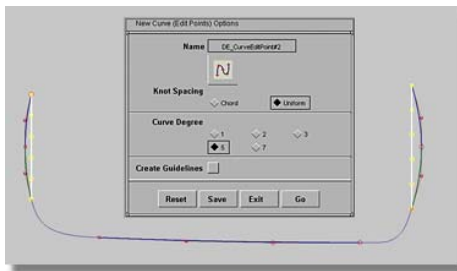 New Curve (Edit Points) Options
Name DE_CurveEditPoint#2
Knot Spacing
Chord Uniform
Curve Degree
1 2 3
5 7
Create Guidelines
Reset Save Exit Go